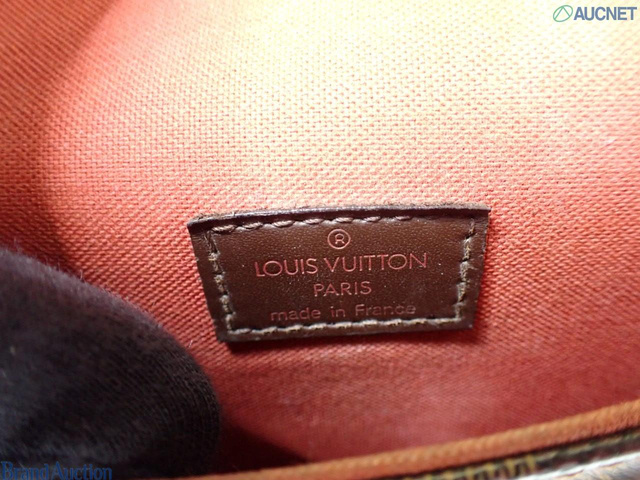 AUCNET
®
LOUIS VUITTON
PARIS
made in France
Brand Auction